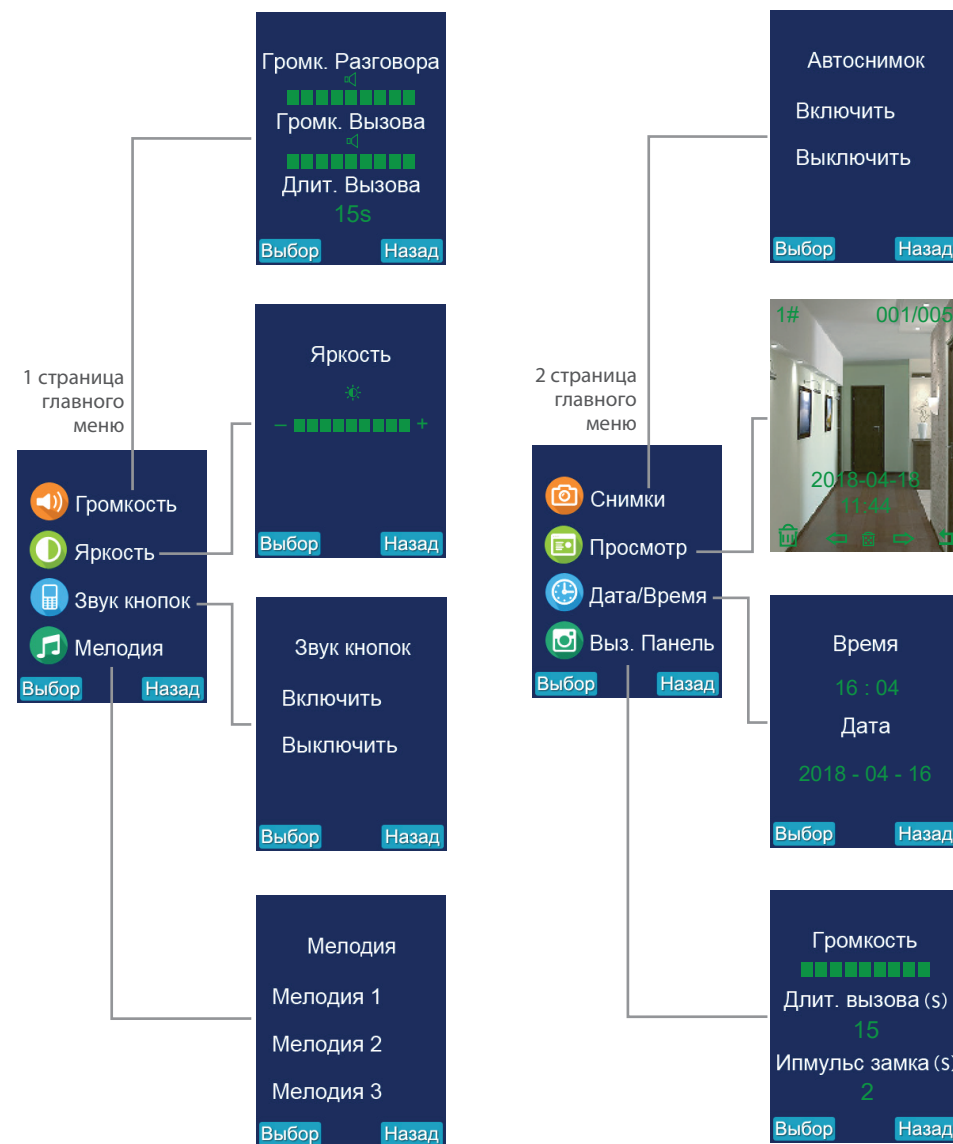 Громк. Разговора
Громк. Вызова
Длит. Вызова
15s
Выбор Назад
Яркость
– +
Выбор Назад
1 страница
главного
меню
Громкость
Яркость
Звук кнопок
Мелодия
Выбор Назад
Звук кнопок
Включить
Выключить
Выбор Назад
Мелодия
Мелодия 1
Мелодия 2
Мелодия 3
Выбор Назад
Автоснимок
Включить
Выключить
Выбор Назад
1# 001/005
2018-04-18
11:44
2 страница
главного
меню
Снимки
Просмотр
Дата/Время
Выз. Панель
Выбор Назад
Время
16 : 04
Дата
2018 - 04 - 16
Выбор Назад
Громкость
Длит. вызова (s)
15
Ипмульс замка (s)
2
Выбор Назад